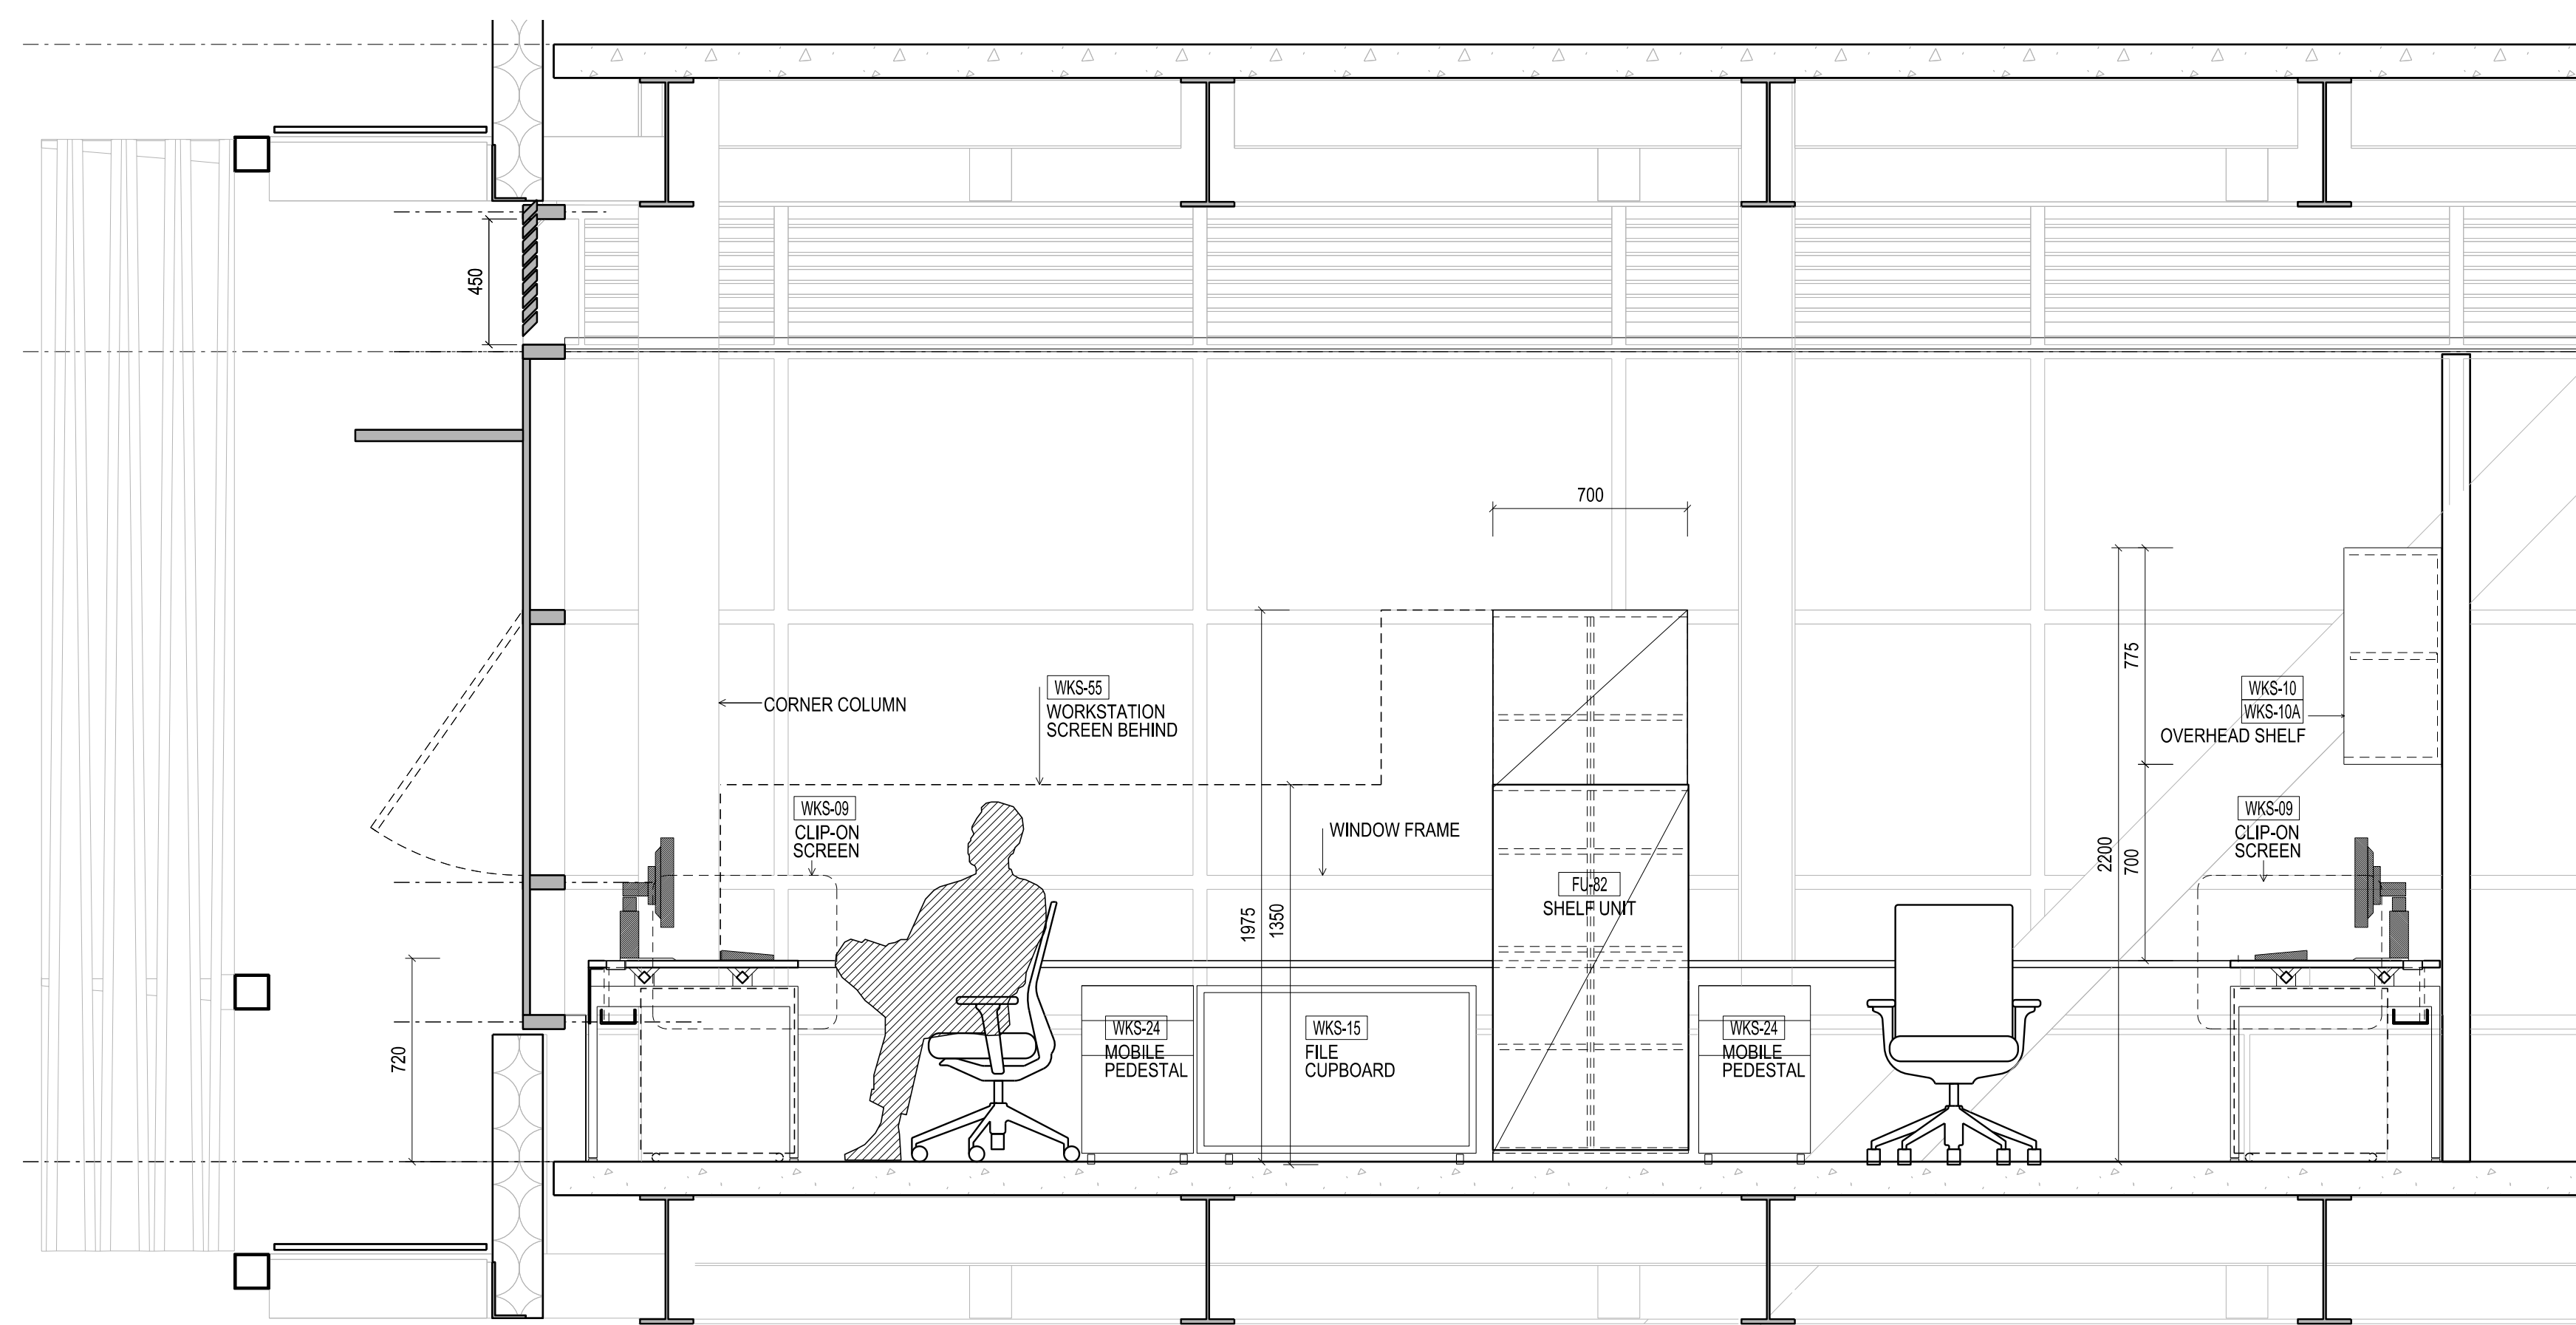 450
700
775
WKS-55
WORKSTATION
SCREEN BEHIND
CORNER COLUMN
WKS-10
WKS-10A
OVERHEAD SHELF
WKS-09
CLIP-ON
SCREEN
WINDOW FRAME
WKS-09
CLIP-ON
SCREEN
2200
700
FU-82
SHELF UNIT
1975
1350
720
WKS-24
MOBILE
PEDESTAL
WKS-15
FILE
CUPBOARD
WKS-24
MOBILE
PEDESTAL